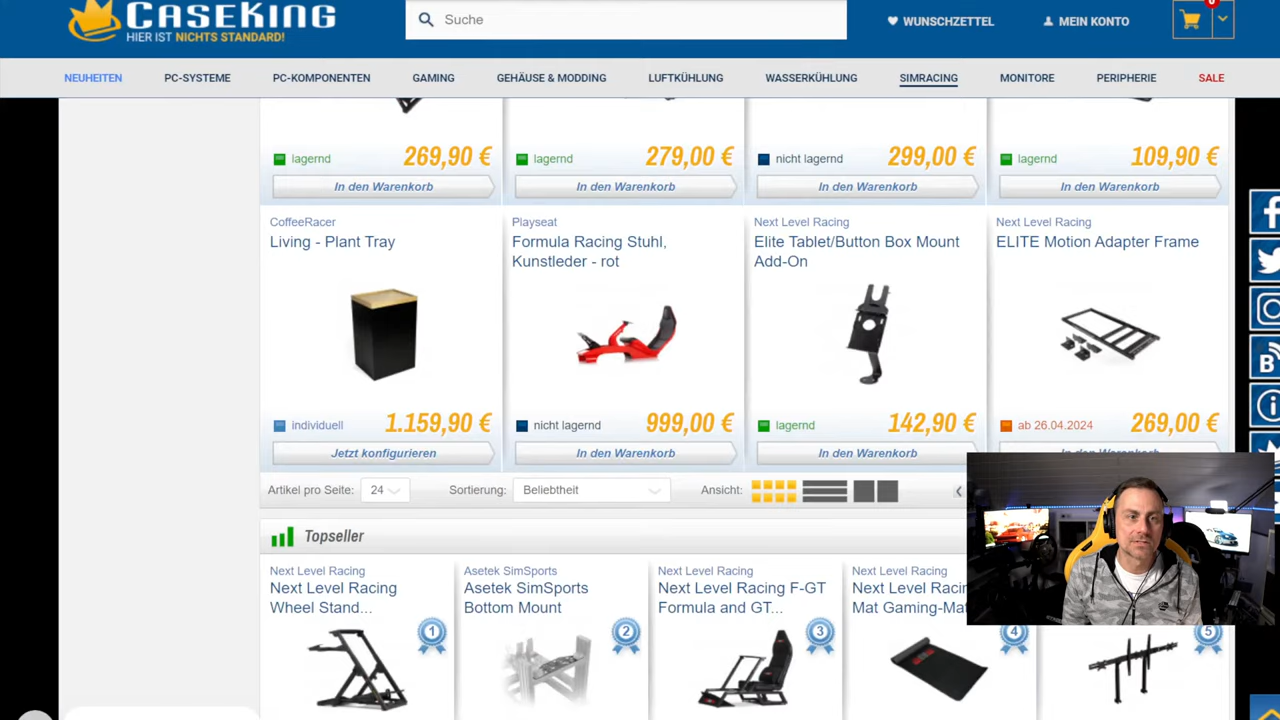 CASEKING
HIER IST NICHTS STANDARD!
Suche
WUNSCHZETTEL
MEIN KONTO
NEUHEITEN PC-SYSTEME PC-KOMPONENTEN GAMING GEHÄUSE & MODDING LUFTKÜHLUNG WASSERKÜHLUNG SIMRACING MONITORE PERIPHERIE SALE
lagernd 269,90 €
In den Warenkorb
lagernd 279,00 €
In den Warenkorb
nicht lagernd 299,00 €
In den Warenkorb
lagernd 109,90 €
In den Warenkorb
CoffeeRacer
Living - Plant Tray
individuell 1.159,90 €
Jetzt konfigurieren
Playseat
Formula Racing Stuhl,
Kunstleder - rot
nicht lagernd 999,00 €
In den Warenkorb
Next Level Racing
Elite Tablet/Button Box Mount
Add-On
lagernd 142,90 €
In den Warenkorb
Next Level Racing
ELITE Motion Adapter Frame
ab 26.04.2024 269,00 €
Artikel pro Seite: 24 Sortierung: Beliebtheit Ansicht:
Topseller
Next Level Racing
Next Level Racing
Wheel Stand...
1
Asetek SimSports
Asetek SimSports
Bottom Mount
2
Next Level Racing
Next Level Racing F-GT
Formula and GT...
3
Next Level Racing
Mat Gaming-Mat
4
5